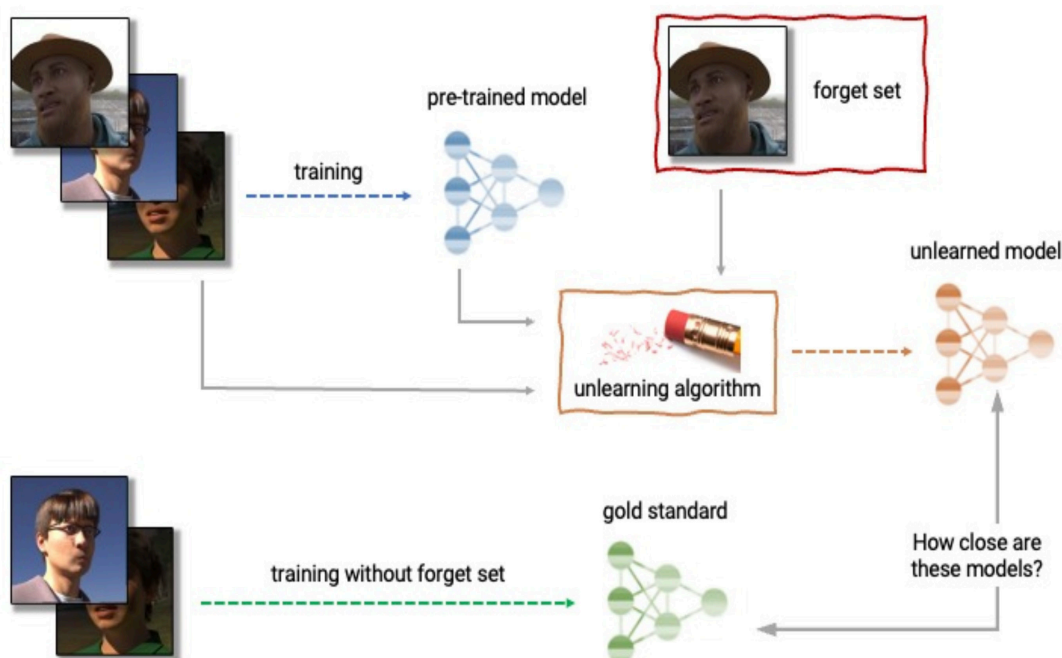 forget set
pre-trained model
training
unlearned model
unlearning algorithm
gold standard
How close are
these models?
training without forget set